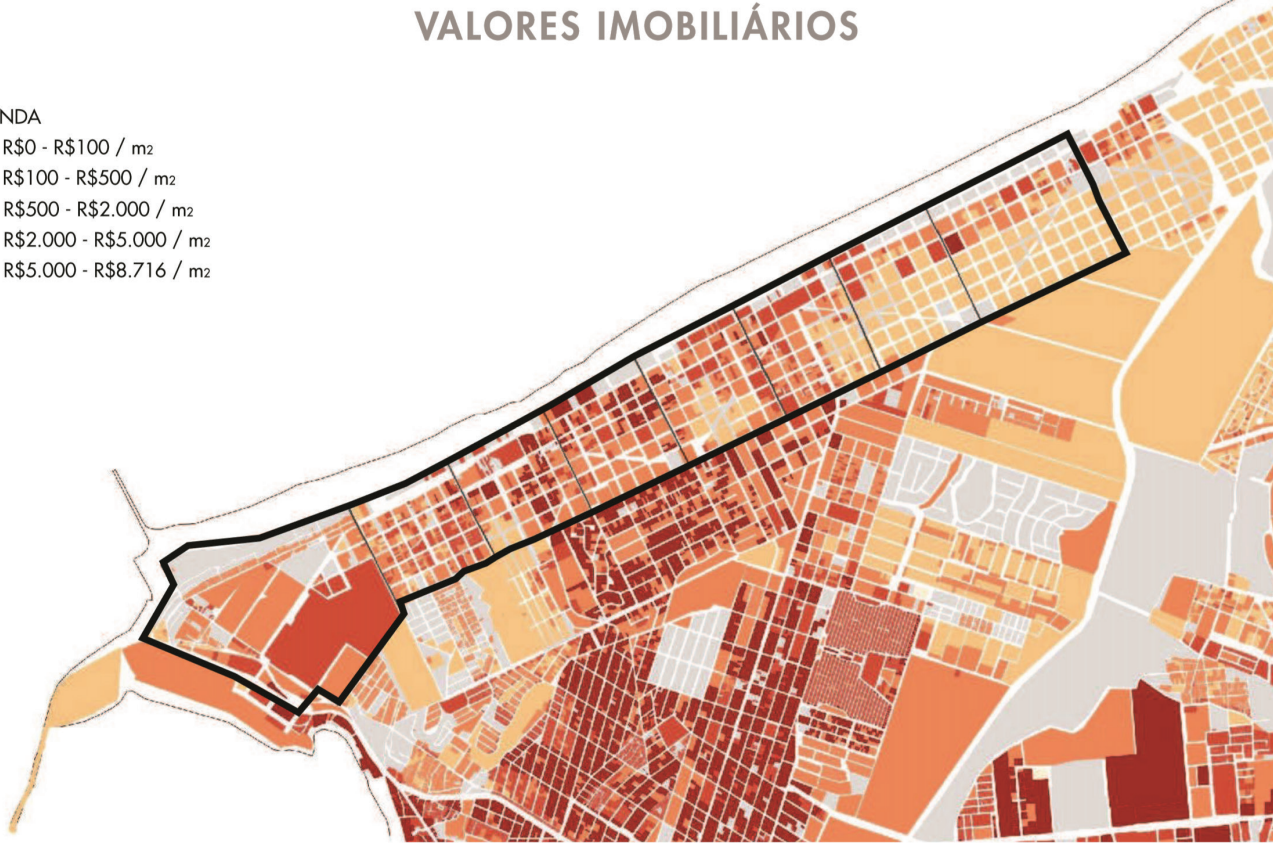 VALORES IMOBILIÁRIOS
NDA
R$0 - R$100 / m2
R$100 - R$500 / m2
R$500 - R$2.000 / m2
R$2.000 - R$5.000 / m2
R$5.000 - R$8.716 / m2